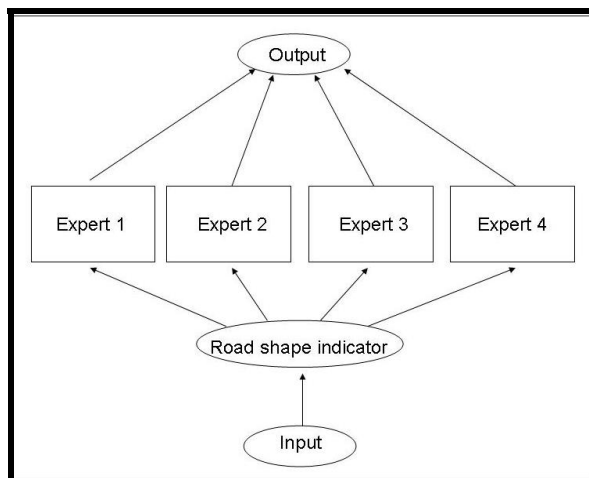 Output
Expert 1
Expert 2
Expert 3
Expert 4
Road shape indicator
Input